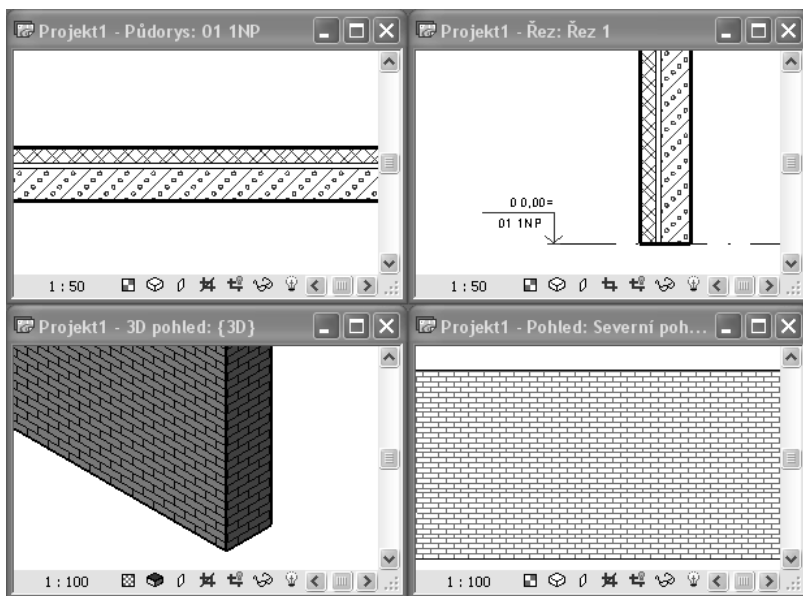 Projekt1 - Půdorys: 01 1NP
1 : 50
Projekt1 - Řez: Řez 1
0 0,00=
01 1NP
1 : 50
Projekt1 - 3D pohled: {3D}
1 : 100
Projekt1 - Pohled: Severní poh...
1 : 100